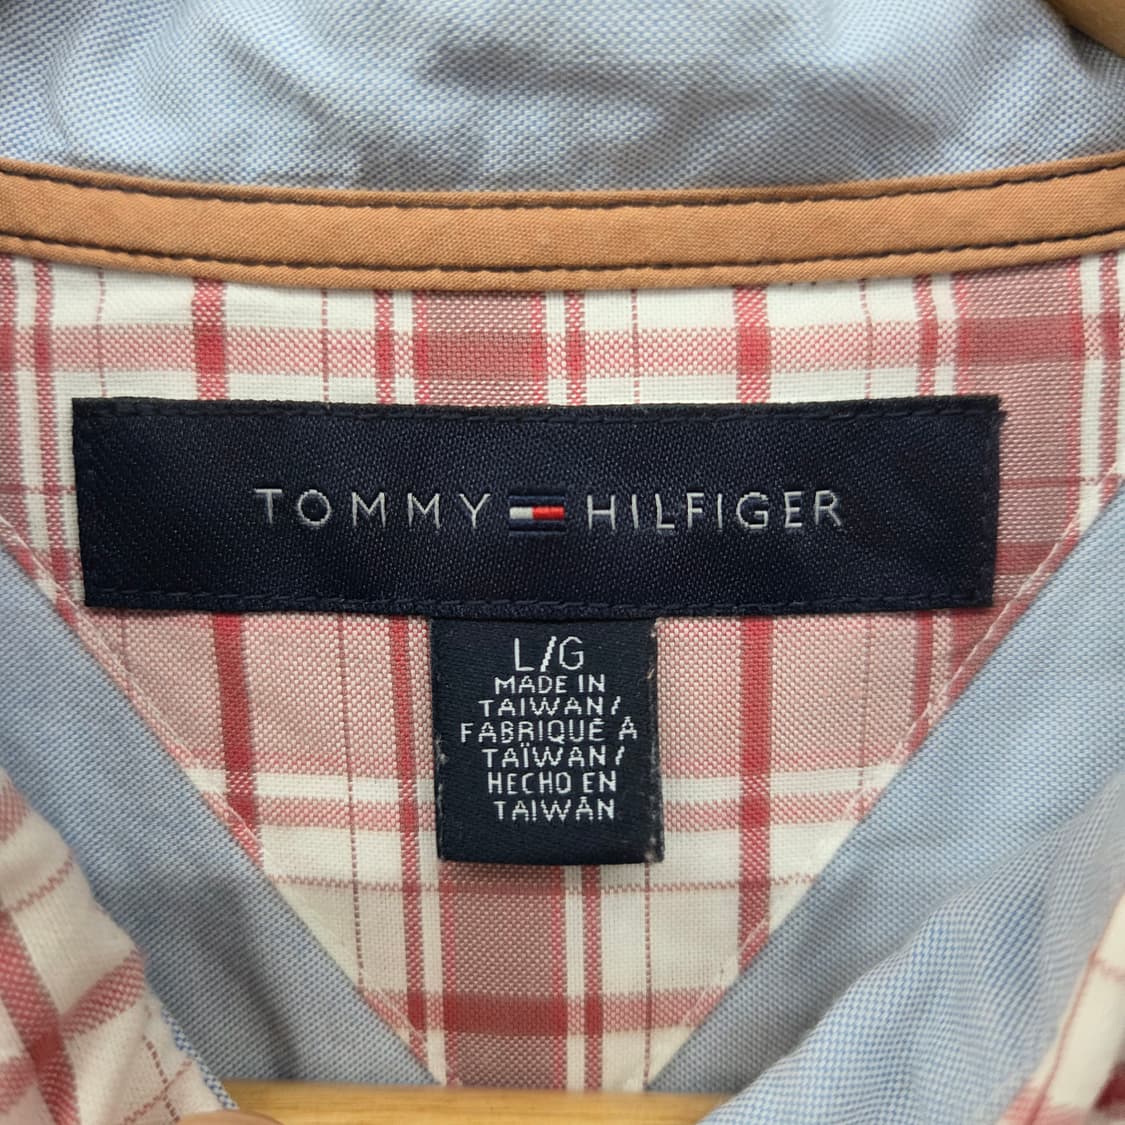 TOMMY HILFIGER
L/G
MADE IN
TAIWAN/
FABRIQUÉ A
TAÏWAN/
HECHO EN
TAIWÁN